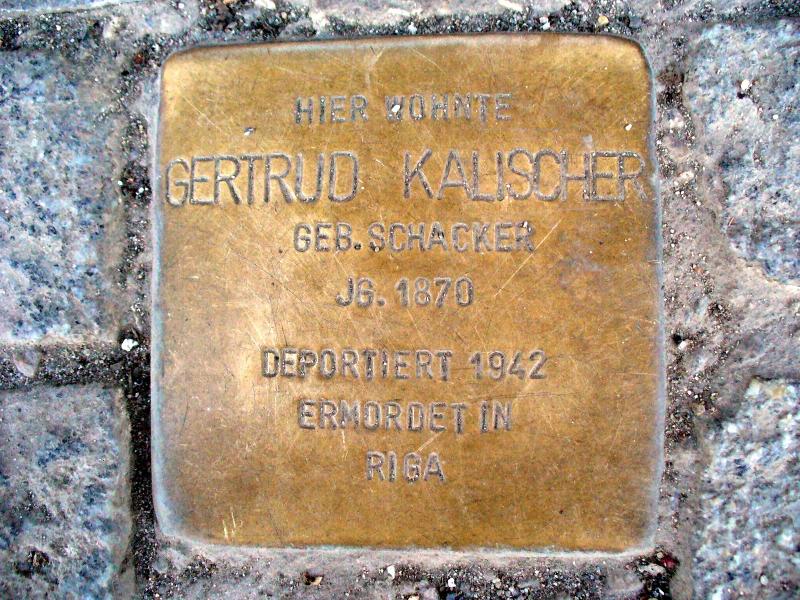 HIER WOHNTE
GERTRUD KALISCHER
GEB. SCHACKER
JG. 1870
DEPORTIERT 1942
ERMORDET IN
RIGA